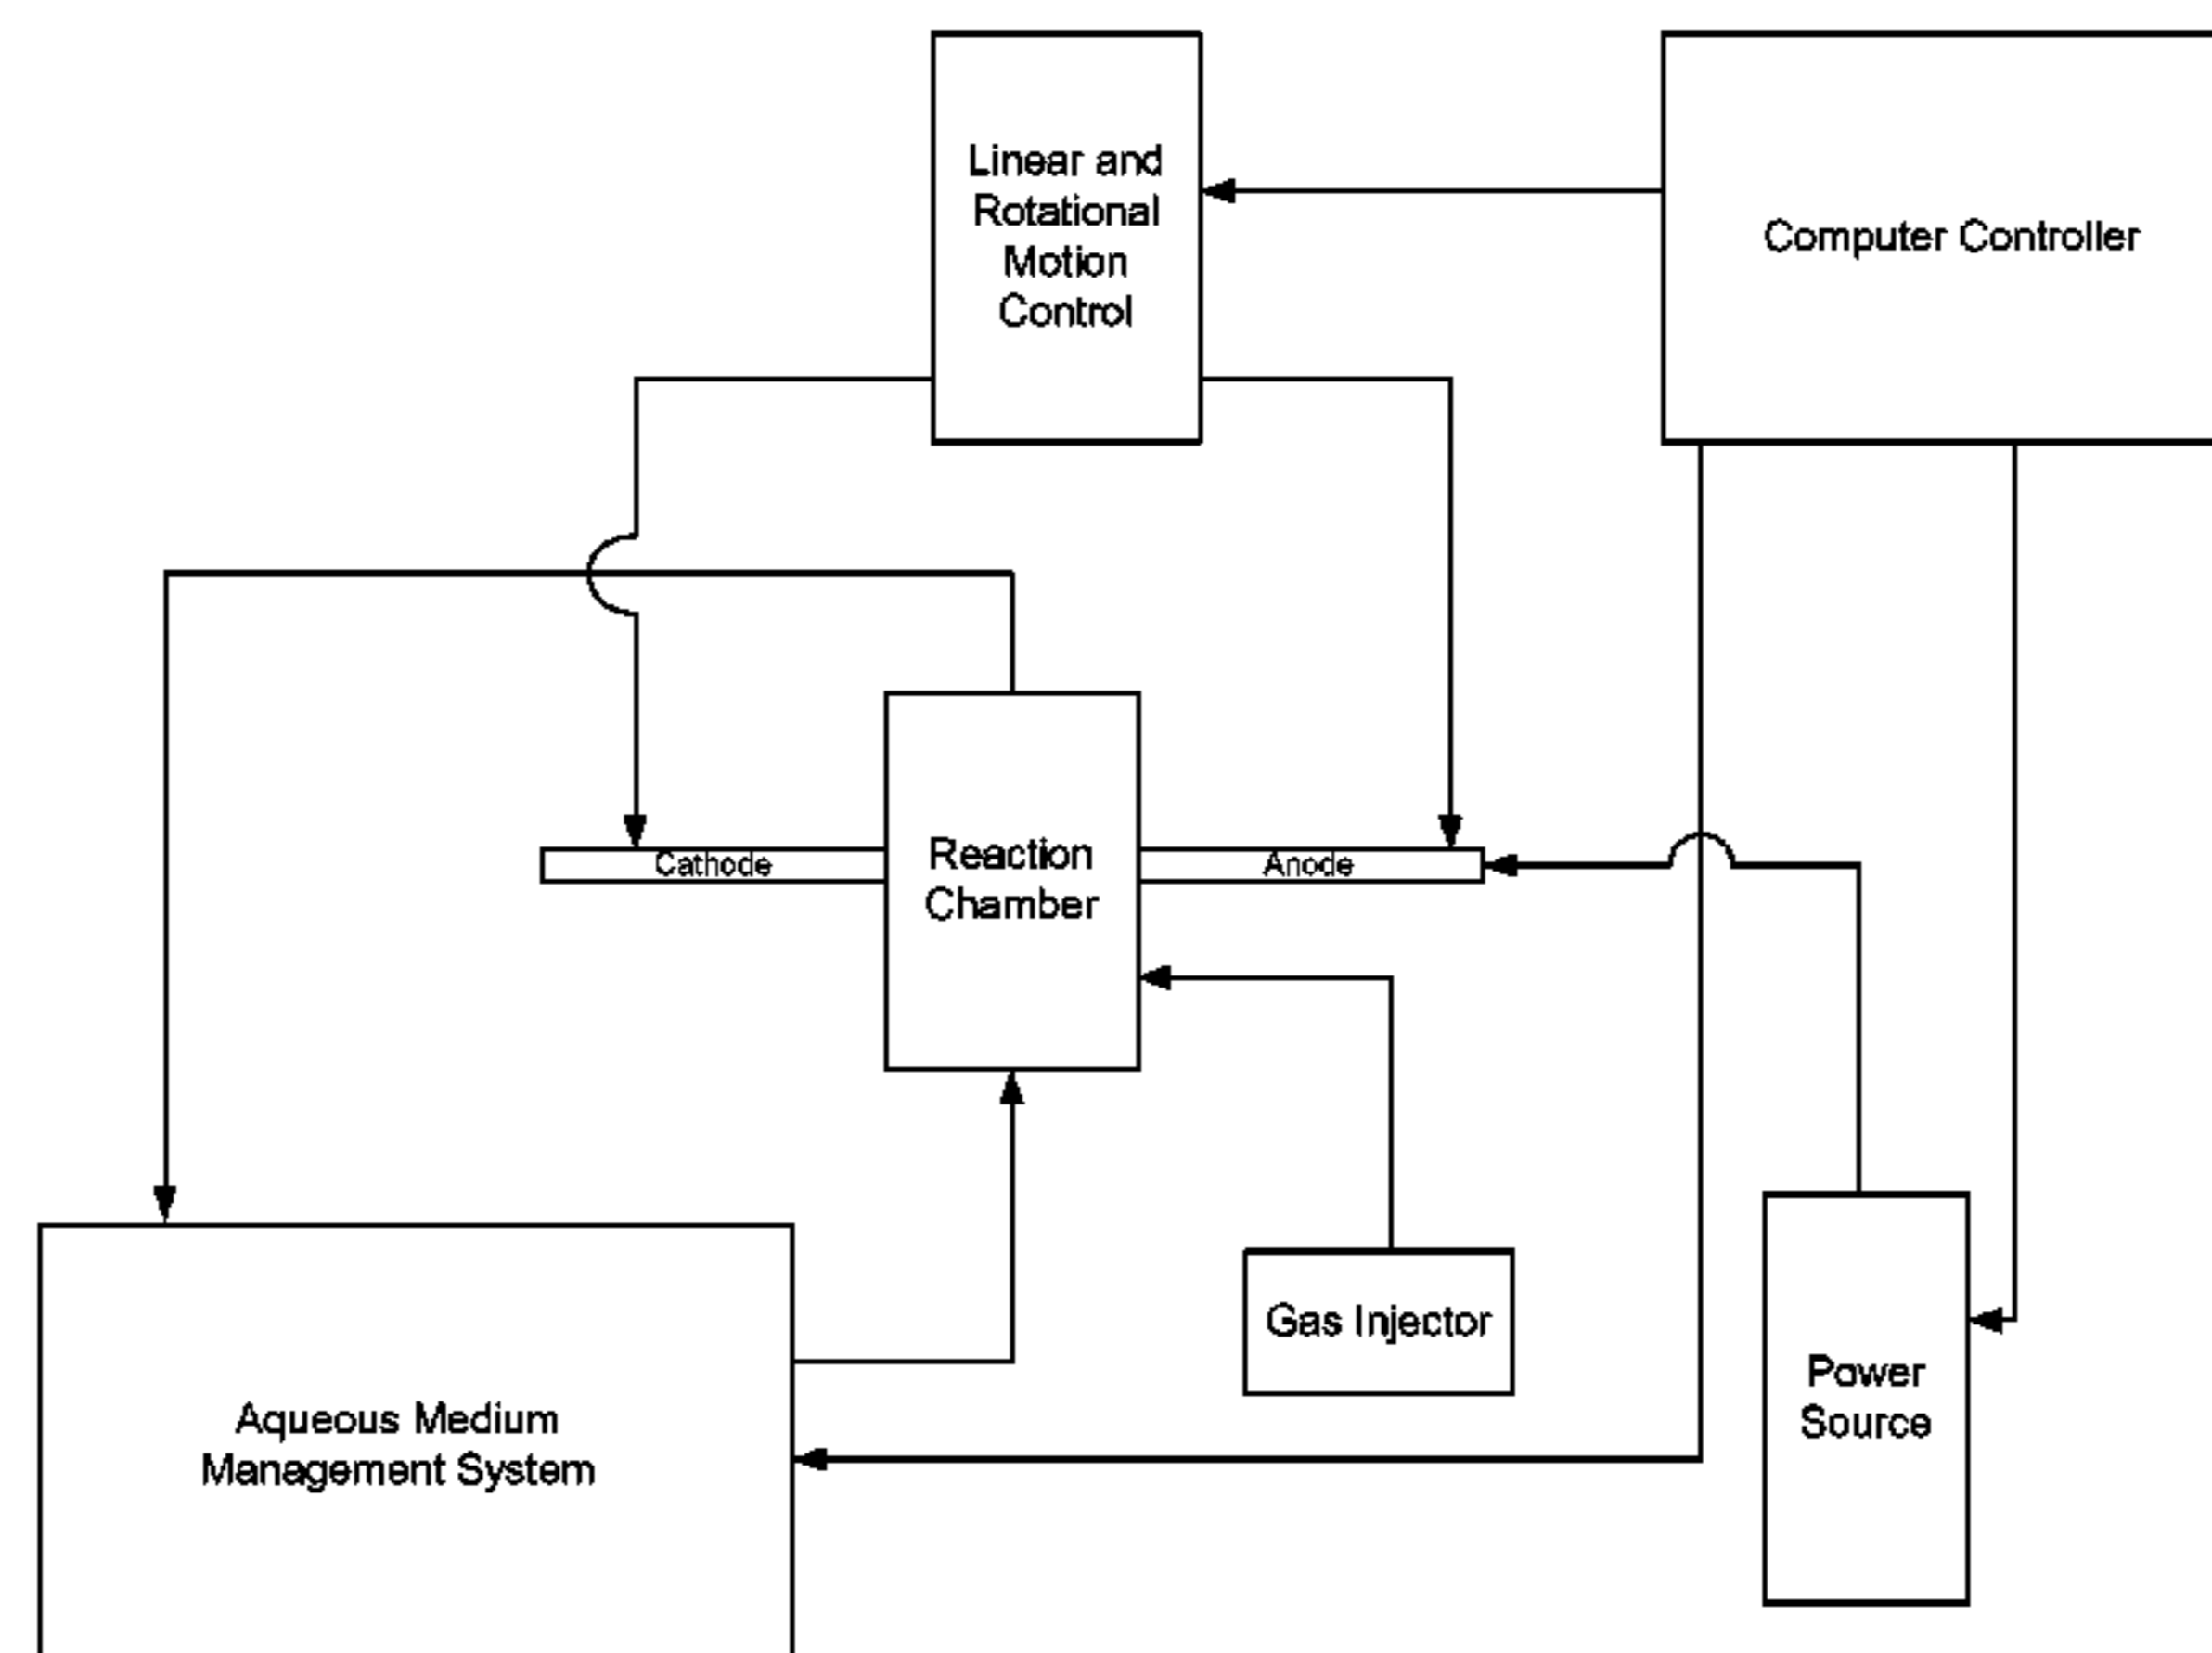 Linear and
Rotational
Motion
Control
Computer Controller
Cathode
Reaction
Chamber
Anode
Gas Injector
Power
Source
Aqueous Medium
Management System